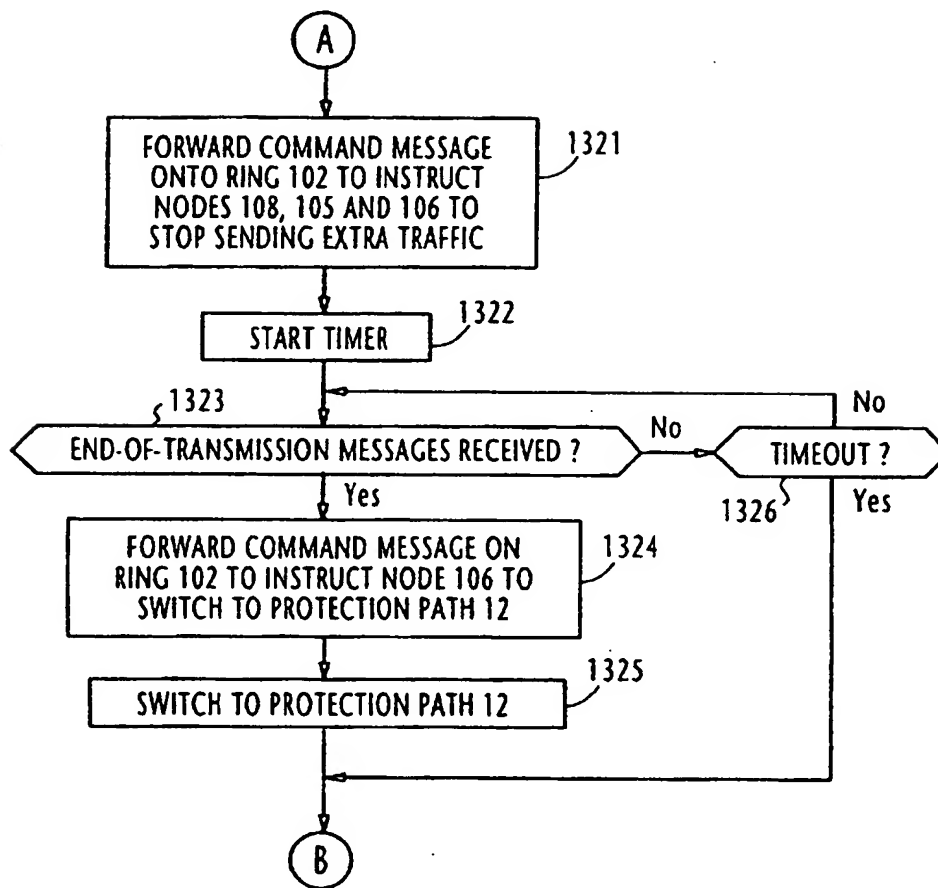 A
FORWARD COMMAND MESSAGE
ONTO RING 102 TO INSTRUCT
NODES 108, 105 AND 106 TO
STOP SENDING EXTRA TRAFFIC
1321
START TIMER
1322
1323
END-OF-TRANSMISSION MESSAGES RECEIVED ?
No
TIMEOUT ?
No
1326
Yes
Yes
FORWARD COMMAND MESSAGE ON
RING 102 TO INSTRUCT NODE 106 TO
SWITCH TO PROTECTION PATH 12
1324
SWITCH TO PROTECTION PATH 12
1325
B